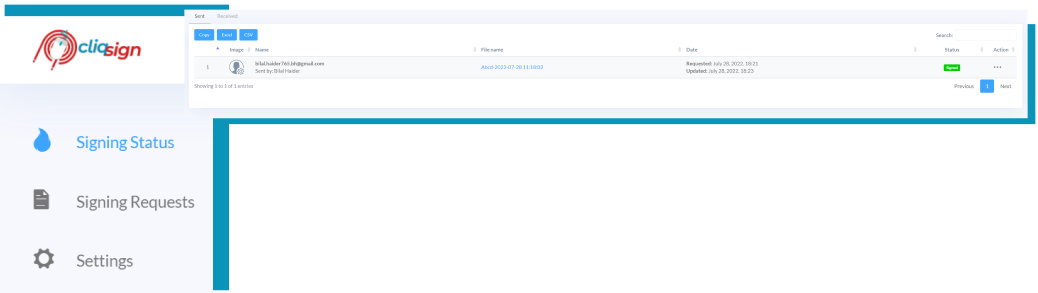 Sent Received
cliqsign
Copy Excel CSV
Search:
Image Name File name Date Status Action
1 bilal.haider765.bh@gmail.com Abcd-2022-07-28 11:18:02 Requested: July 28, 2022, 18:21 Signed ...
Sent by: Bilal Haider Updated: July 28, 2022, 18:23
Showing 1 to 1 of 1 entries Previous 1 Next
Signing Status
Signing Requests
Settings